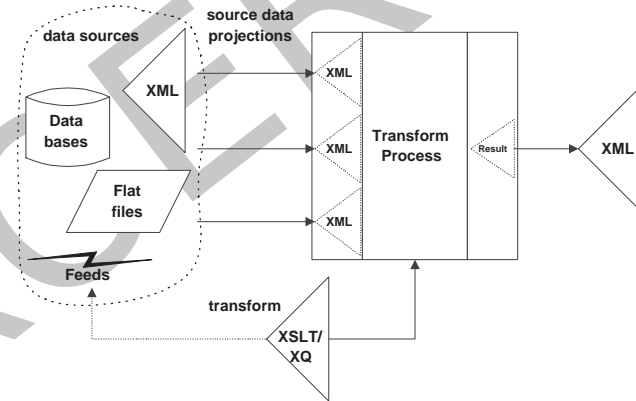 data sources
source data
projections
XML
Data
bases
Flat
files
Feeds
XML
XML
XML
Transform
Process
Result
XML
transform
XSLT/
XQ